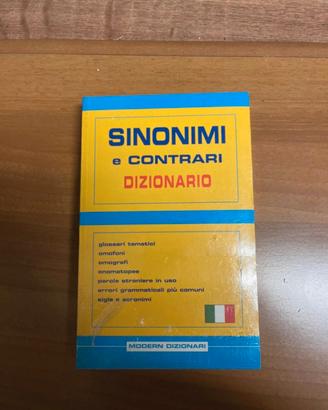 SINONIMI
e CONTRARI
DIZIONARIO
glossari tematici
omofoni
omografi
onomatopee
parole straniere in uso
errori grammaticali più comuni
sigle e acronimi
MODERN DIZIONARI